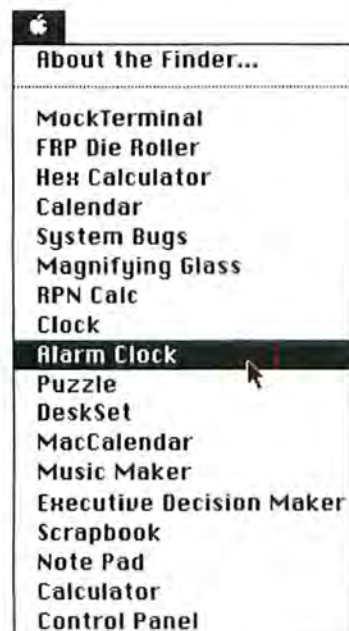 About the Finder...
MockTerminal
FRP Die Roller
Hex Calculator
Calendar
System Bugs
Magnifying Glass
RPN Calc
Clock
Alarm Clock
Puzzle
DeskSet
MacCalendar
Music Maker
Executive Decision Maker
Scrapbook
Note Pad
Calculator
Control Panel